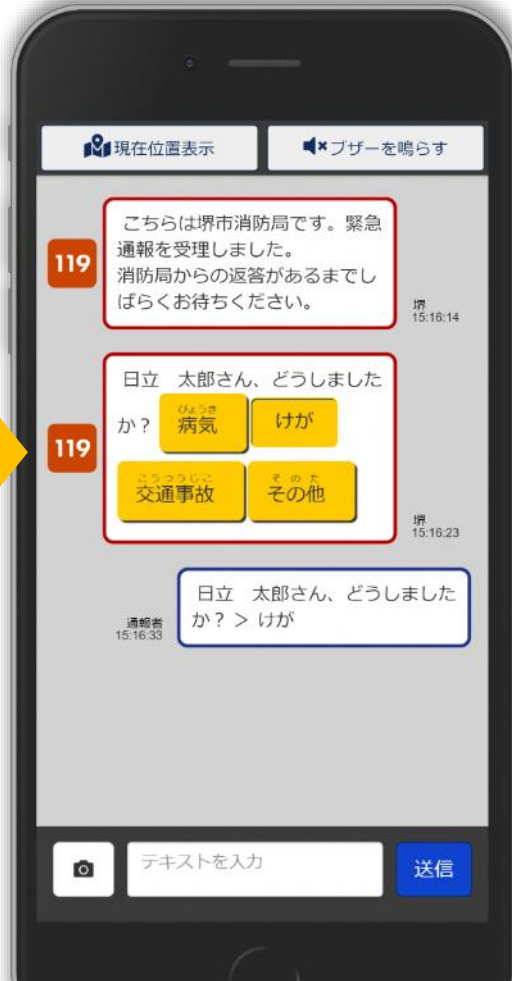 現在位置表示
ブザーを鳴らす
こちらは堺市消防局です。緊急
119
通報を受理しました。
消防局からの返答があるまでし
ばらくお待ちください。
堺
15:16:14
日立　太郎さん、どうしました
か？
びょうき
病気
けが
119
こうつうじこ
交通事故
そのた
その他
堺
15:16:23
日立　太郎さん、どうしました
か？ > けが
通報者
15:16:33
テキストを入力
送信